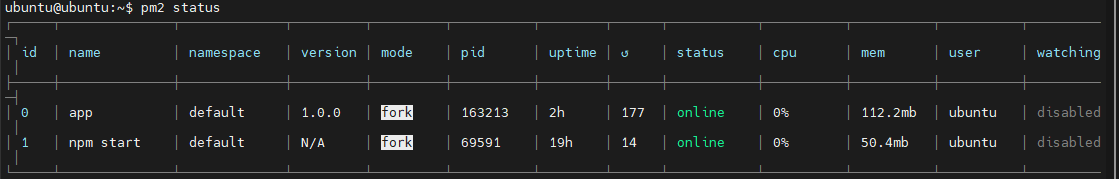 ubuntu@ubuntu:~$ pm2 status
id │ name │ namespace │ version │ mode │ pid │ uptime │ ↺ │ status │ cpu │ mem │ user │ watching
0 │ app │ default │ 1.0.0 │ fork │ 163213 │ 2h │ 177 │ online │ 0% │ 112.2mb │ ubuntu │ disabled
1 │ npm start │ default │ N/A │ fork │ 69591 │ 19h │ 14 │ online │ 0% │ 50.4mb │ ubuntu │ disabled